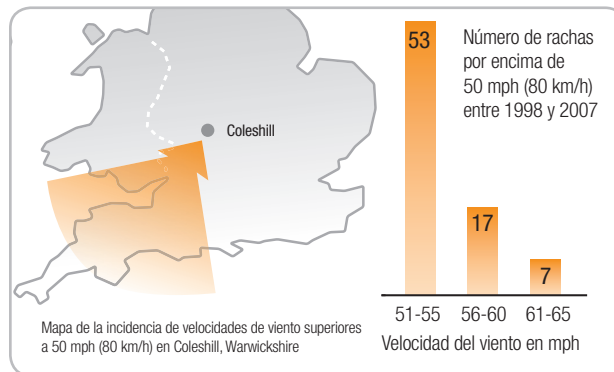 Coleshill
Mapa de la incidencia de velocidades de viento superiores
a 50 mph (80 km/h) en Coleshill, Warwickshire
53
Número de rachas
por encima de
50 mph (80 km/h)
entre 1998 y 2007
17
7
51-55 56-60 61-65
Velocidad del viento en mph